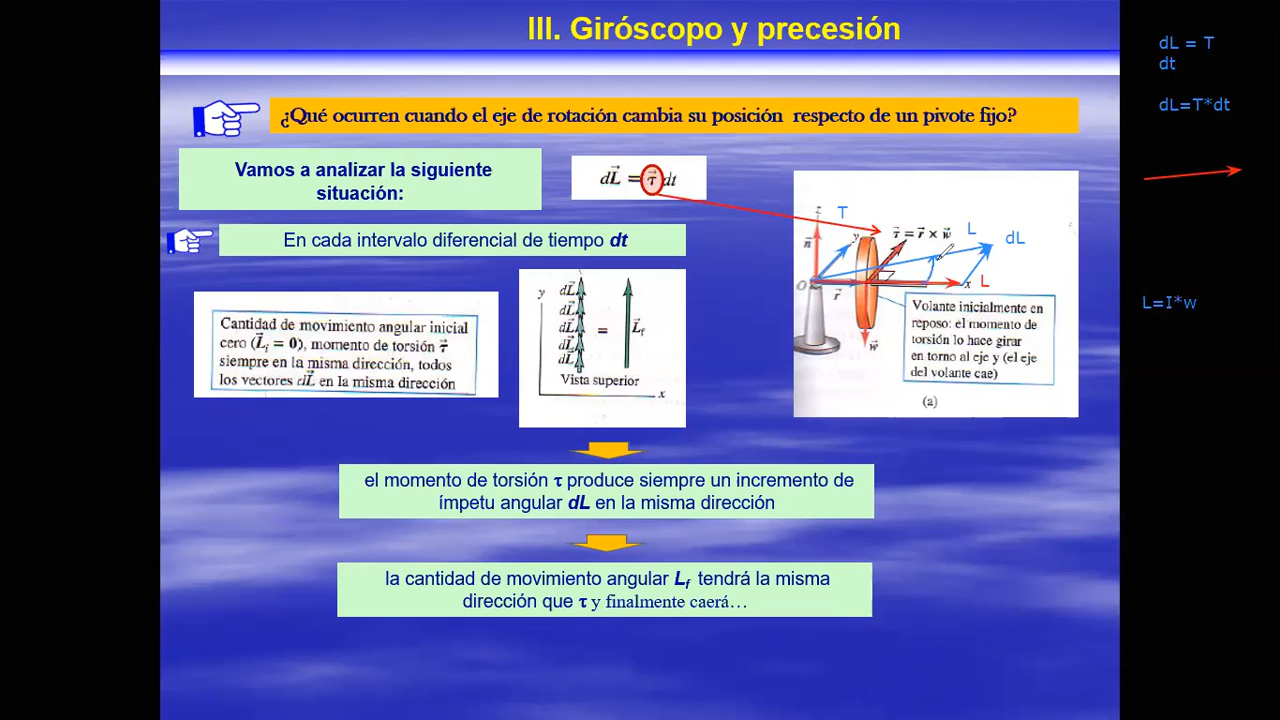 III. Giróscopo y precesión
¿Qué ocurren cuando el eje de rotación cambia su posición respecto de un pivote fijo?
Vamos a analizar la siguiente
situación:
dL⃗ = τ⃗ dt
En cada intervalo diferencial de tiempo dt
Cantidad de movimiento angular inicial
cero (L⃗i = 0), momento de torsión τ⃗
siempre en la misma dirección, todos
los vectores dL⃗ en la misma dirección
y
dL⃗
dL⃗
dL⃗
dL⃗
dL⃗
=
L⃗f
Vista superior
x
z
T
n⃗
y
τ⃗ = r⃗ × w⃗
L
dL
O
r⃗
x
L
w⃗
Volante inicialmente en
reposo: el momento de
torsión lo hace girar
en torno al eje y (el eje
del volante cae)
(a)
el momento de torsión τ produce siempre un incremento de
ímpetu angular dL en la misma dirección
la cantidad de movimiento angular Lf tendrá la misma
dirección que τ y finalmente caerá…
dL = T
dt
dL=T*dt
L=I*w